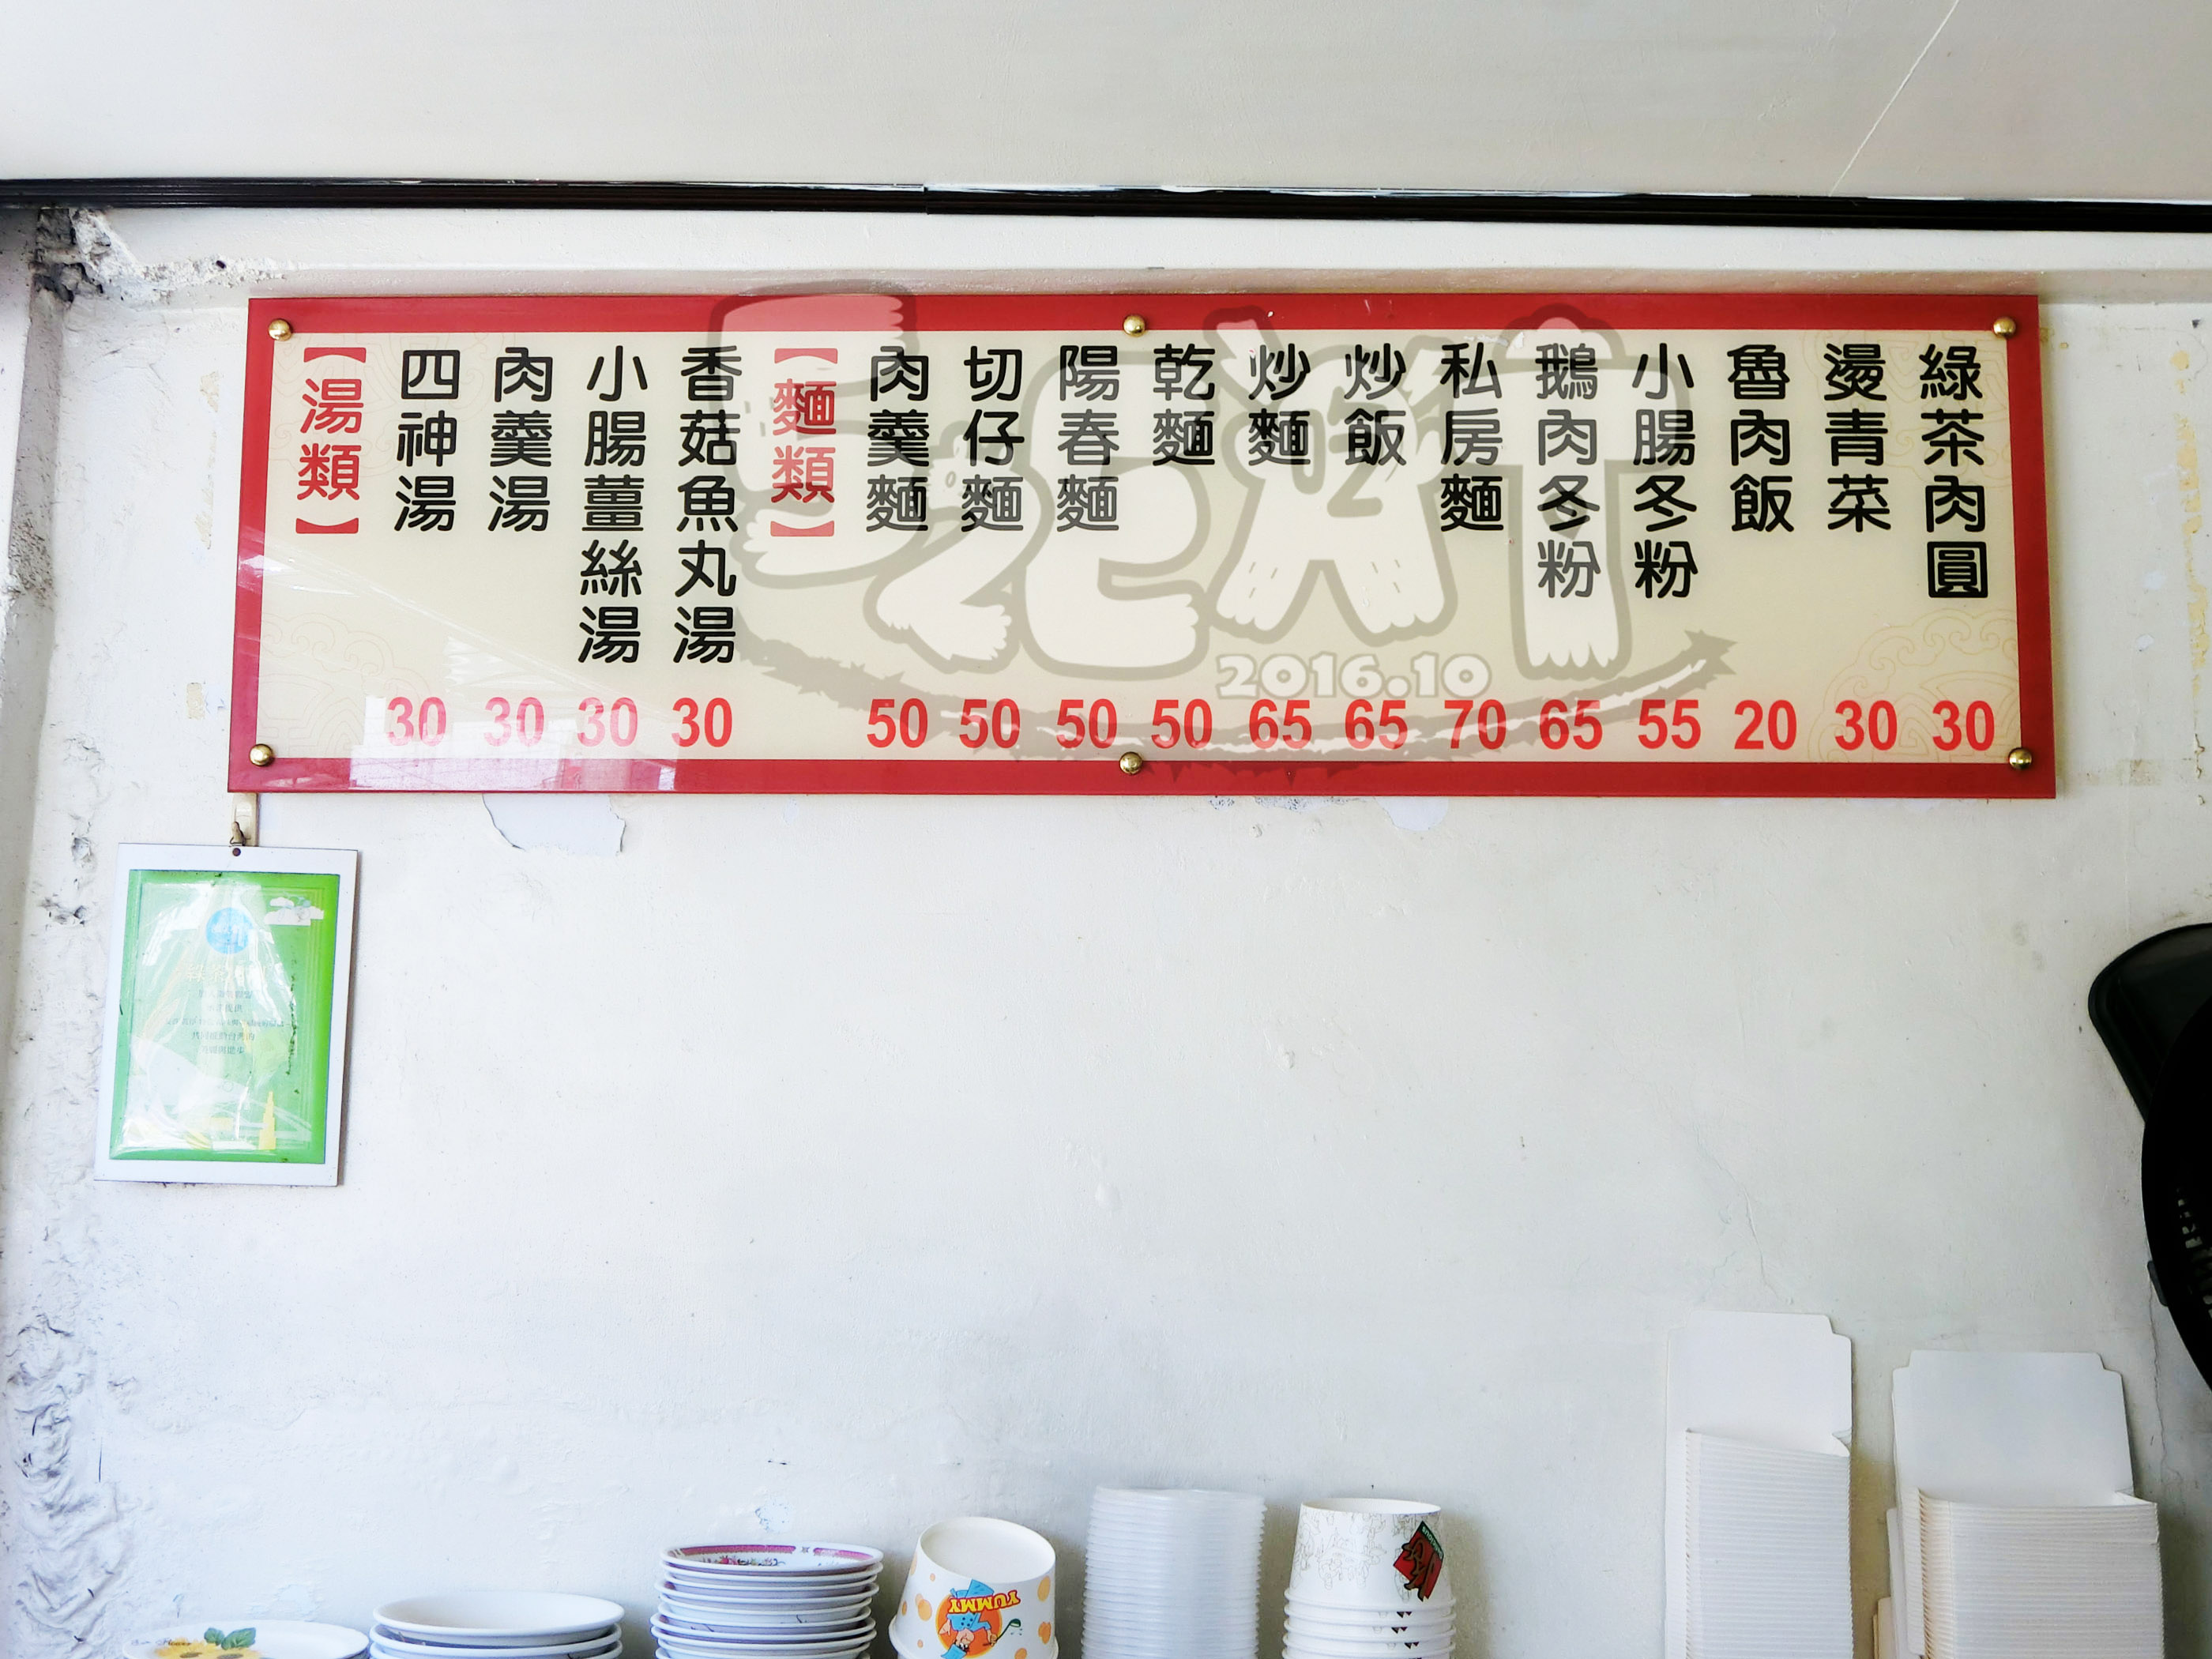 綠茶肉圓 30
燙青菜 30
魯肉飯 20
小腸冬粉 55
鵝肉冬粉 65
私房麵 70
炒飯 65
炒麵 65
乾麵 50
陽春麵 50
切仔麵 50
肉羹麵 50
【麵類】
香菇魚丸湯 30
小腸薑絲湯 30
肉羹湯 30
四神湯 30
【湯類】
2016.10
YUMMY